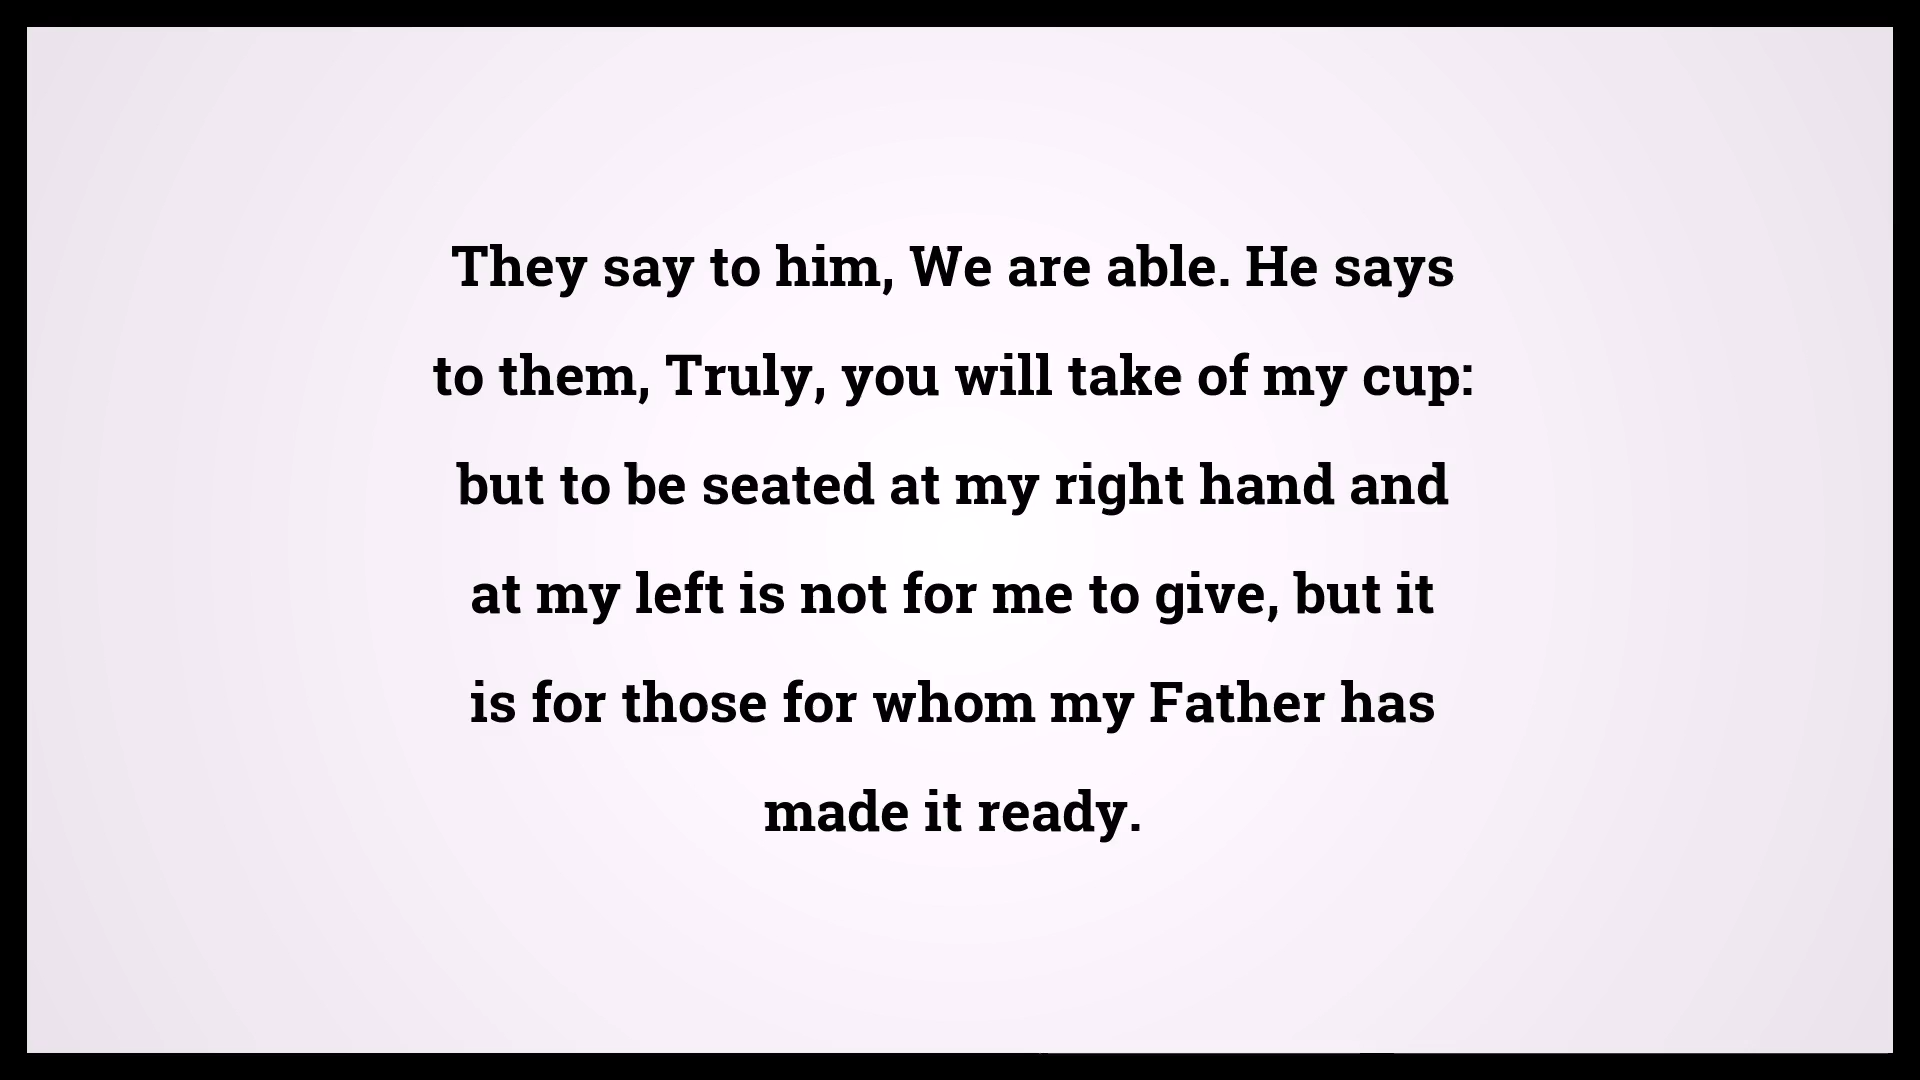 They say to him, We are able. He says
to them, Truly, you will take of my cup:
but to be seated at my right hand and
at my left is not for me to give, but it
is for those for whom my Father has
made it ready.